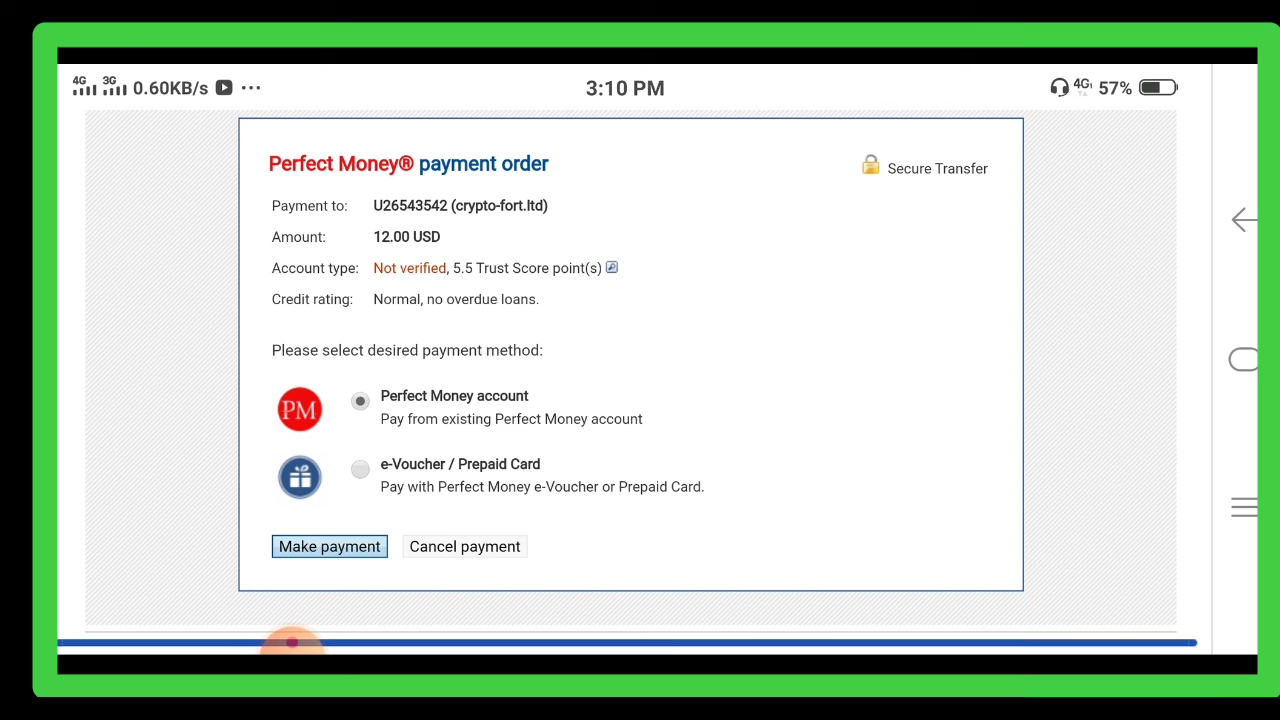 4G 3G 0.60KB/s ... 3:10 PM 4G 57%
Perfect Money® payment order
Secure Transfer
Payment to: U26543542 (crypto-fort.ltd)
Amount: 12.00 USD
Account type: Not verified, 5.5 Trust Score point(s)
Credit rating: Normal, no overdue loans.
Please select desired payment method:
PM
Perfect Money account
Pay from existing Perfect Money account
e-Voucher / Prepaid Card
Pay with Perfect Money e-Voucher or Prepaid Card.
Make payment Cancel payment